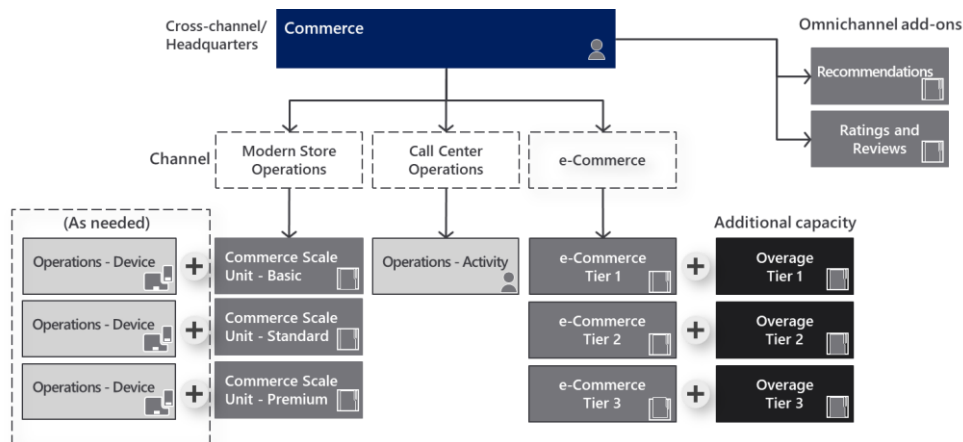 Cross-channel/
Headquarters
Commerce
Omnichannel add-ons
Recommendations
Ratings and
Reviews
Channel
Modern Store
Operations
Call Center
Operations
e-Commerce
(As needed)
Additional capacity
Operations - Device
+
Commerce Scale
Unit - Basic
Operations - Activity
e-Commerce
Tier 1
+
Overage
Tier 1
Operations - Device
+
Commerce Scale
Unit - Standard
e-Commerce
Tier 2
+
Overage
Tier 2
Operations - Device
+
Commerce Scale
Unit - Premium
e-Commerce
Tier 3
+
Overage
Tier 3